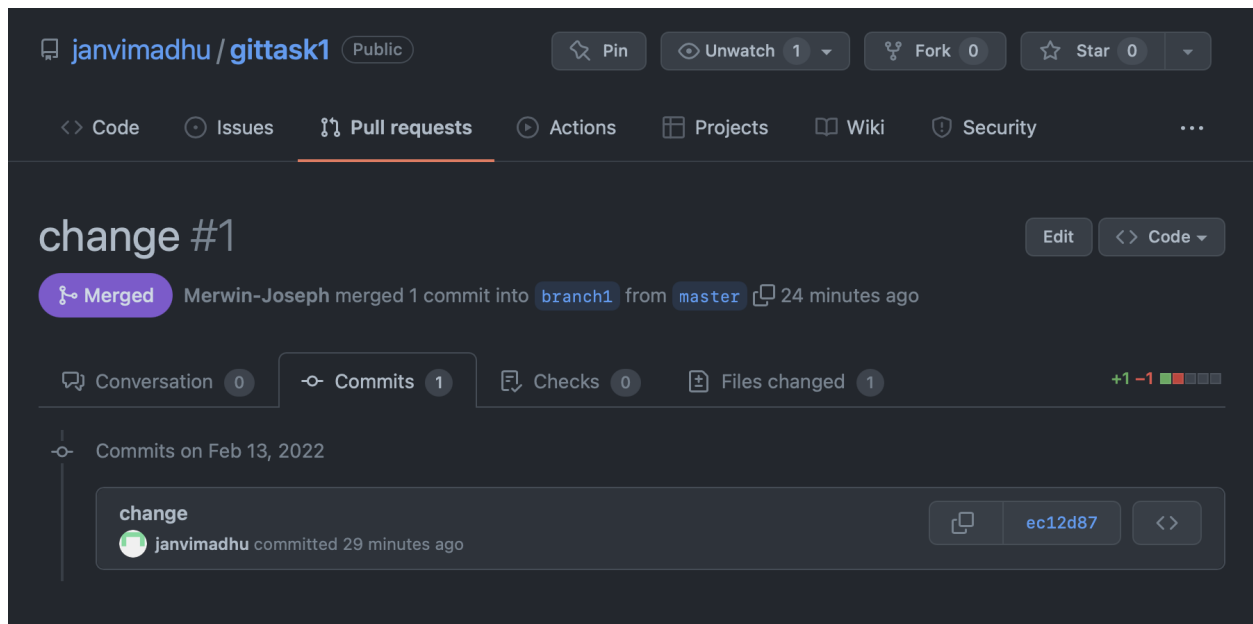 janvimadhu / gittask1 Public Pin Unwatch 1 Fork 0 Star 0
Code Issues Pull requests Actions Projects Wiki Security ...
change #1 Edit <> Code
Merged Merwin-Joseph merged 1 commit into branch1 from master 24 minutes ago
Conversation 0 Commits 1 Checks 0 Files changed 1 +1 −1
Commits on Feb 13, 2022
change
ec12d87 <>
janvimadhu committed 29 minutes ago